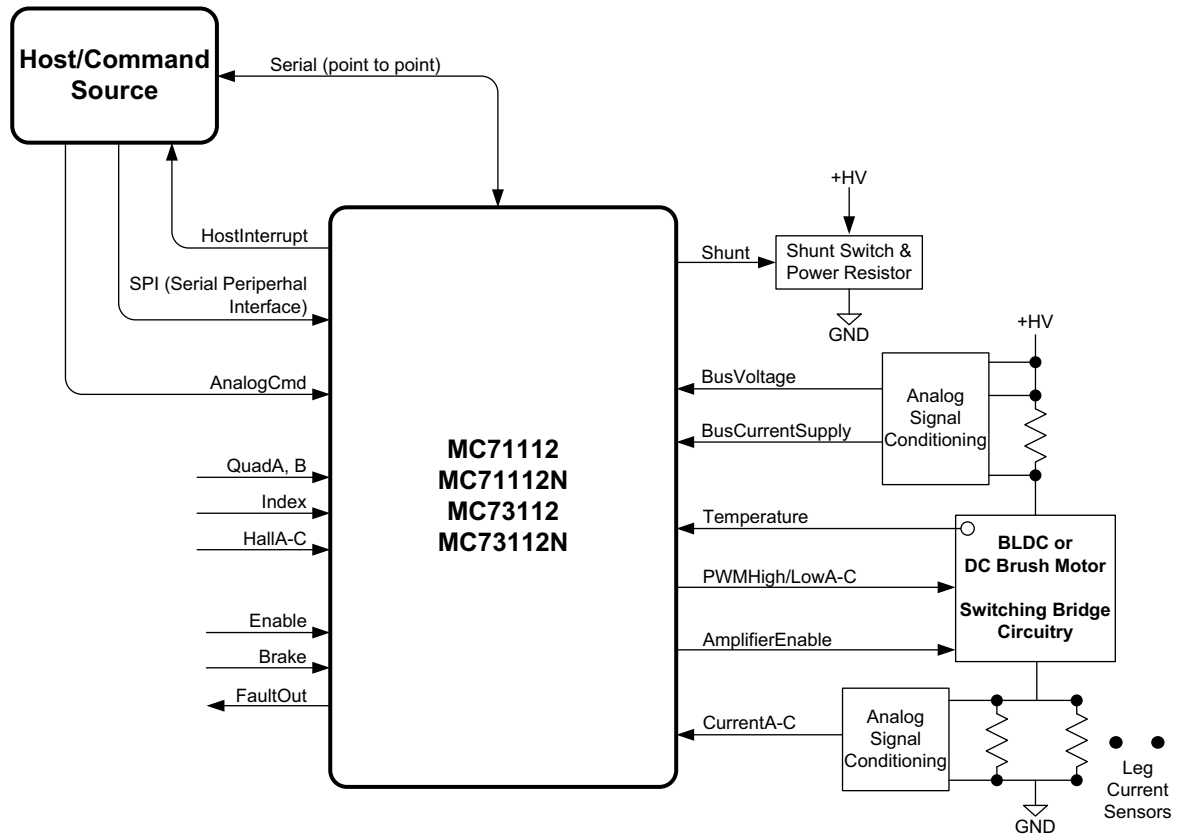 Host/Command
Source
Serial (point to point)
HostInterrupt
SPI (Serial Periperhal
Interface)
AnalogCmd
QuadA, B
Index
HallA-C
Enable
Brake
FaultOut
MC71112
MC71112N
MC73112
MC73112N
+HV
Shunt
Shunt Switch &
Power Resistor
GND
+HV
BusVoltage
BusCurrentSupply
Analog
Signal
Conditioning
Temperature
PWMHigh/LowA-C
AmplifierEnable
BLDC or
DC Brush Motor
Switching Bridge
Circuitry
CurrentA-C
Analog
Signal
Conditioning
Leg
Current
Sensors
GND